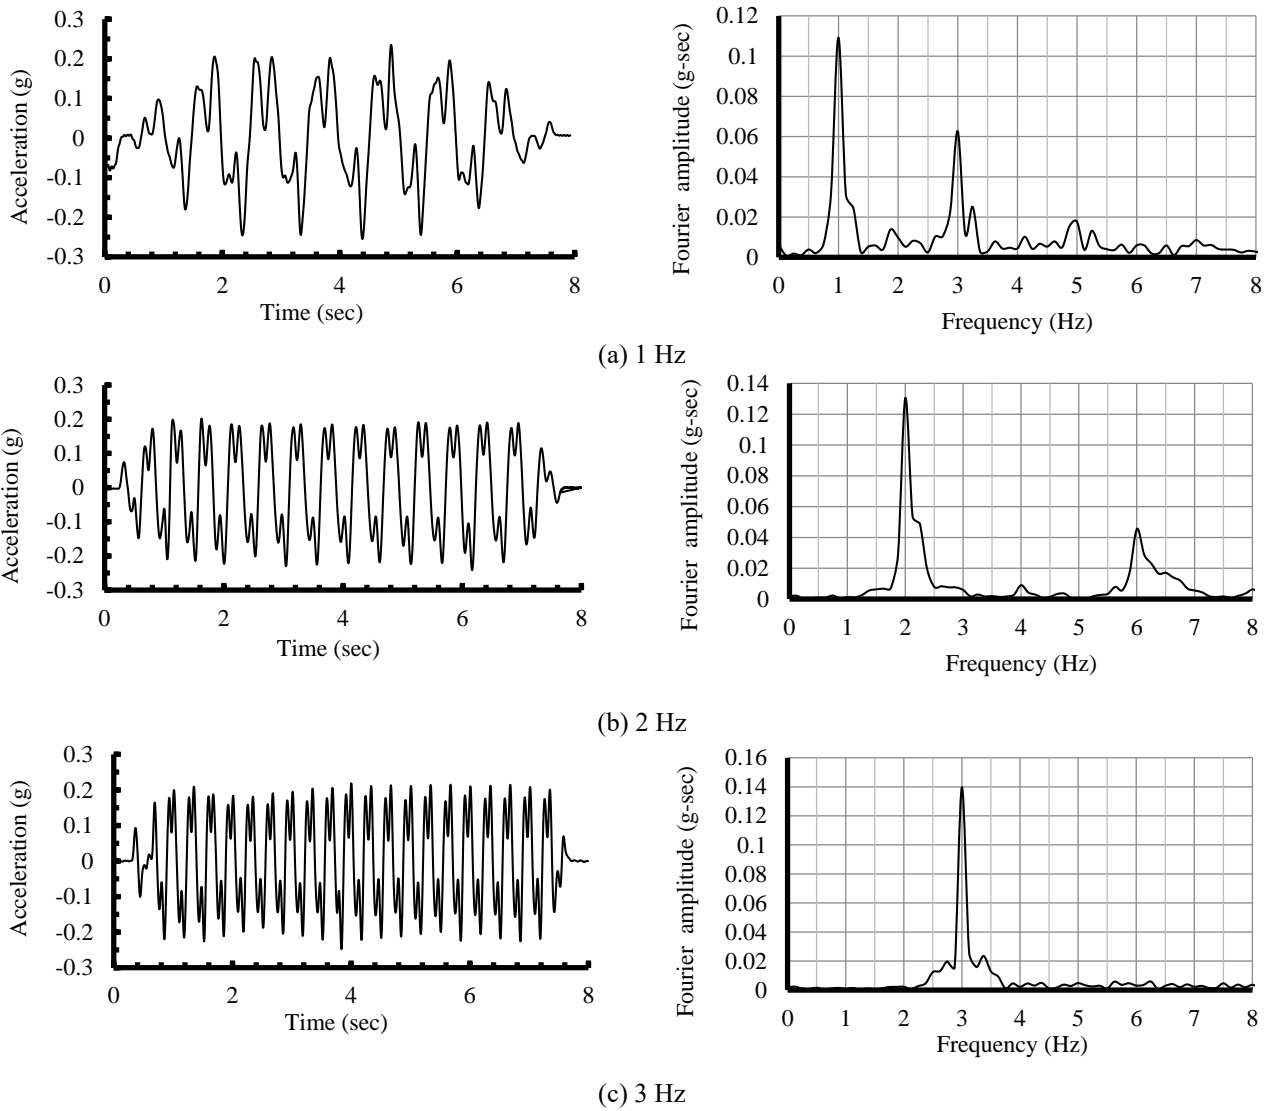 0.3
0.2
0.1
0
-0.1
-0.2
-0.3
Acceleration (g)
0 2 4 6 8
Time (sec)
0.12
0.1
0.08
0.06
0.04
0.02
0
Fourier amplitude (g-sec)
0 1 2 3 4 5 6 7 8
Frequency (Hz)
(a) 1 Hz
0.3
0.2
0.1
0
-0.1
-0.2
-0.3
Acceleration (g)
0 2 4 6 8
Time (sec)
0.14
0.12
0.1
0.08
0.06
0.04
0.02
0
Fourier amplitude (g-sec)
0 1 2 3 4 5 6 7 8
Frequency (Hz)
(b) 2 Hz
0.3
0.2
0.1
0
-0.1
-0.2
-0.3
Acceleration (g)
0 2 4 6 8
Time (sec)
0.16
0.14
0.12
0.1
0.08
0.06
0.04
0.02
0
Fourier amplitude (g-sec)
0 1 2 3 4 5 6 7 8
Frequency (Hz)
(c) 3 Hz